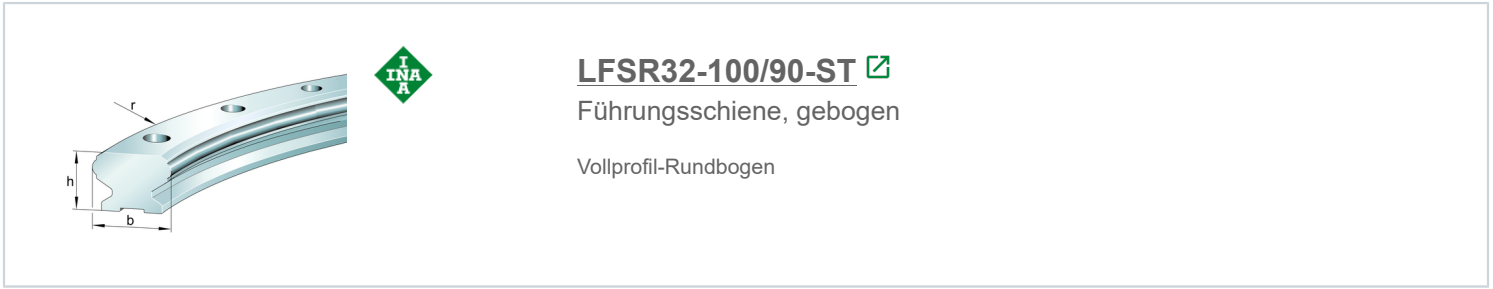 I
INA
A
LFSR32-100/90-ST
Führungsschiene, gebogen
Vollprofil-Rundbogen
r
h
b